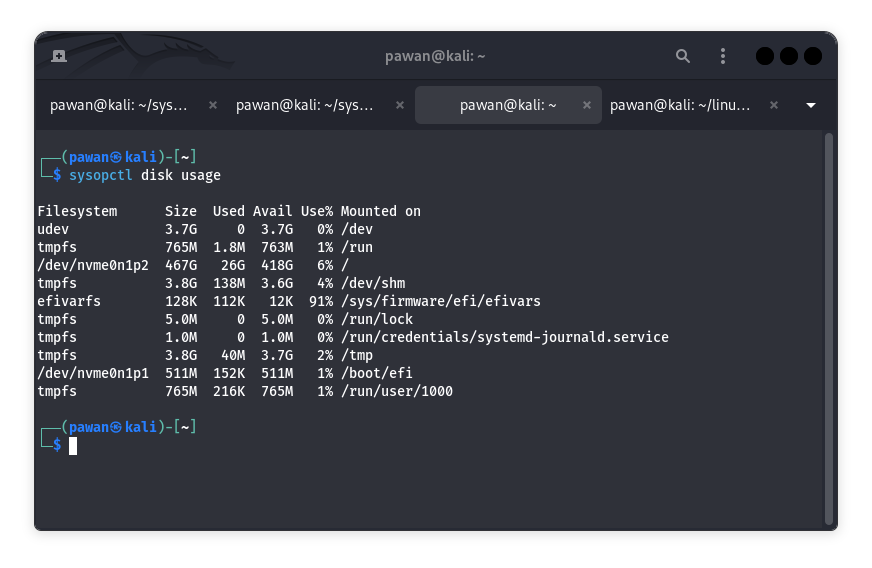 pawan@kali: ~
pawan@kali: ~/sys... × pawan@kali: ~/sys... × pawan@kali: ~ × pawan@kali: ~/linu... ×
┌──(pawan㉿kali)-[~]
└─$ sysopctl disk usage
Filesystem      Size  Used Avail Use% Mounted on
udev            3.7G     0  3.7G   0% /dev
tmpfs           765M  1.8M  763M   1% /run
/dev/nvme0n1p2  467G   26G  418G   6% /
tmpfs           3.8G  138M  3.6G   4% /dev/shm
efivarfs        128K  112K   12K  91% /sys/firmware/efi/efivars
tmpfs           5.0M     0  5.0M   0% /run/lock
tmpfs           1.0M     0  1.0M   0% /run/credentials/systemd-journald.service
tmpfs           3.8G   40M  3.7G   2% /tmp
/dev/nvme0n1p1  511M  152K  511M   1% /boot/efi
tmpfs           765M  216K  765M   1% /run/user/1000
┌──(pawan㉿kali)-[~]
└─$